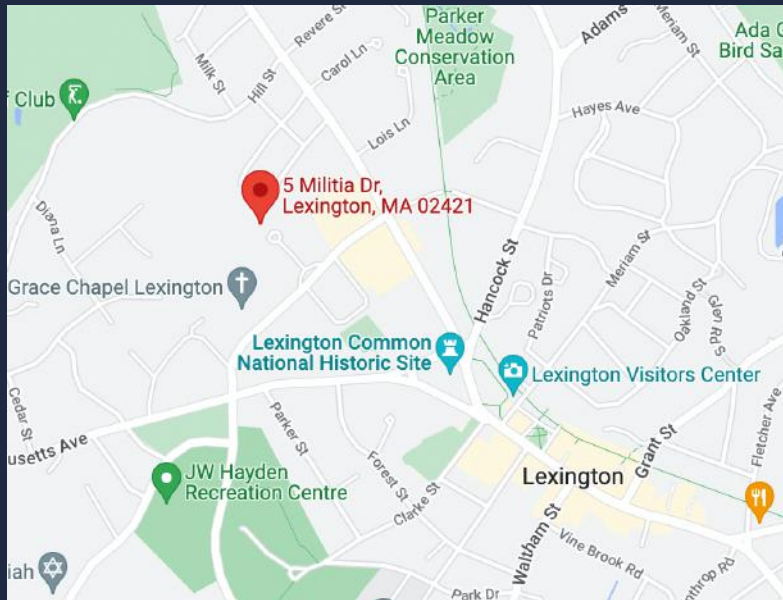 Parker
Meadow
Conservation
Area
Adams
Meriam St
Ada
Bird Sa
Revere St
Carol Ln
Milk St
Hill St
Club
Lois Ln
Hayes Ave
5 Militia Dr,
Lexington, MA 02421
Diana Ln
Grace Chapel Lexington
Hancock St
Meriam St
Patriots Dr
Oakland St
Glen Rd S
Lexington Common
National Historic Site
Lexington Visitors Center
Cedar St
usetts Ave
Parker St
Forest St
Clarke St
JW Hayden
Recreation Centre
Lexington
Grant St
Fletcher Ave
Waltham St
Vine Brook Rd
nthrop Rd
iah
Park Dr